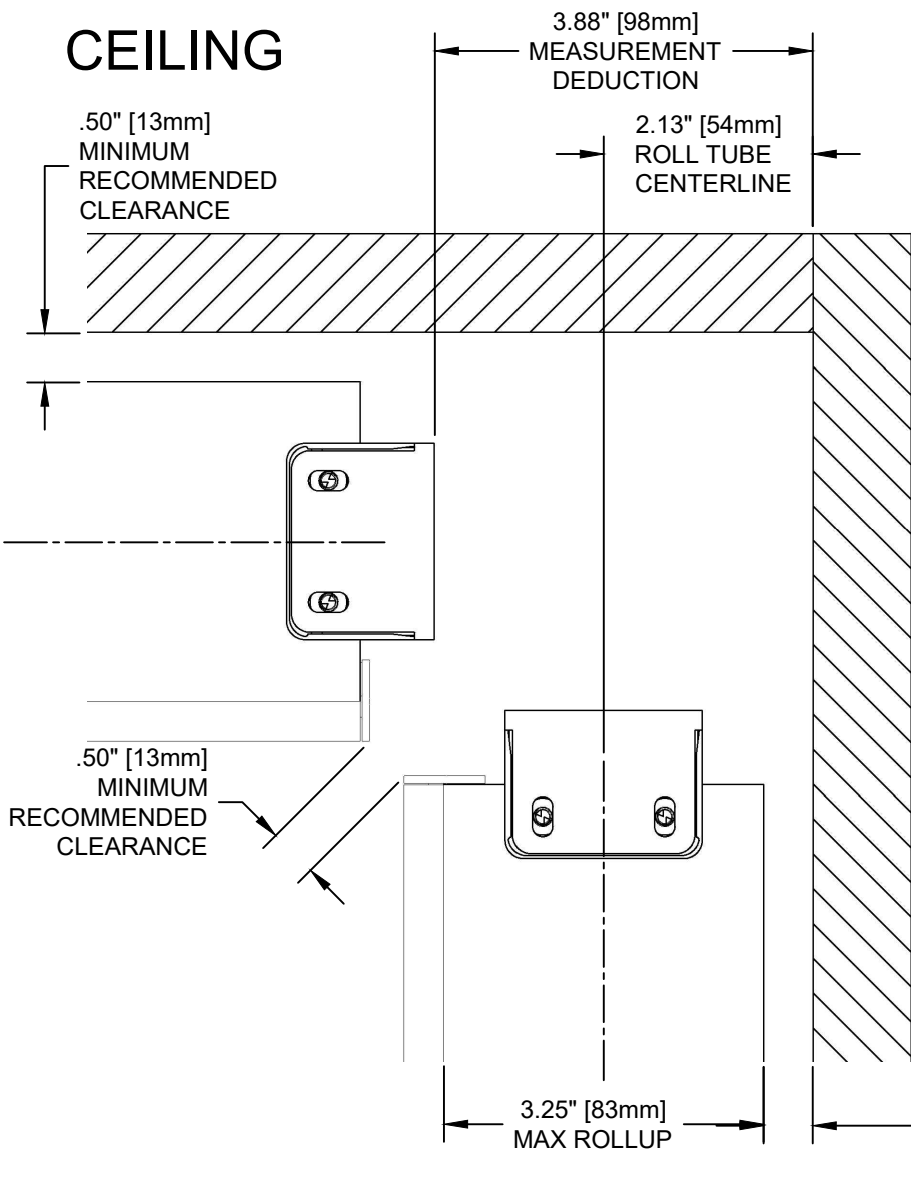 CEILING
3.88" [98mm]
MEASUREMENT
DEDUCTION
.50" [13mm]
MINIMUM
RECOMMENDED
CLEARANCE
2.13" [54mm]
ROLL TUBE
CENTERLINE
.50" [13mm]
MINIMUM
RECOMMENDED
CLEARANCE
3.25" [83mm]
MAX ROLLUP